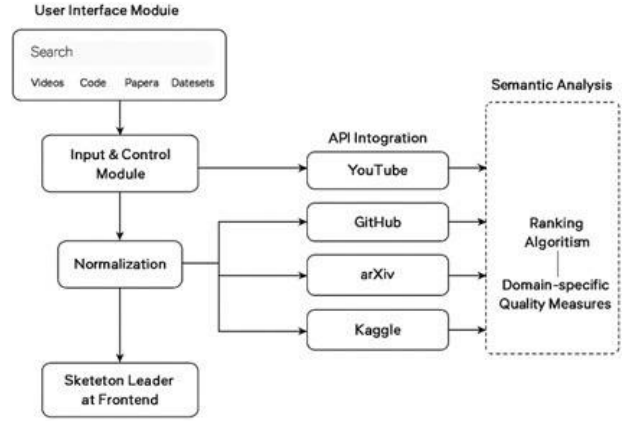 User Interface Moduie
Search
Videos Code Papera Datesets
Input & Control
Module
Normalization
Sketeton Leader
at Frontend
API Intogration
YouTube
GitHub
arXiv
Kaggle
Semantic Analysis
Ranking
Algoritism
Domain-specific
Quality Measures